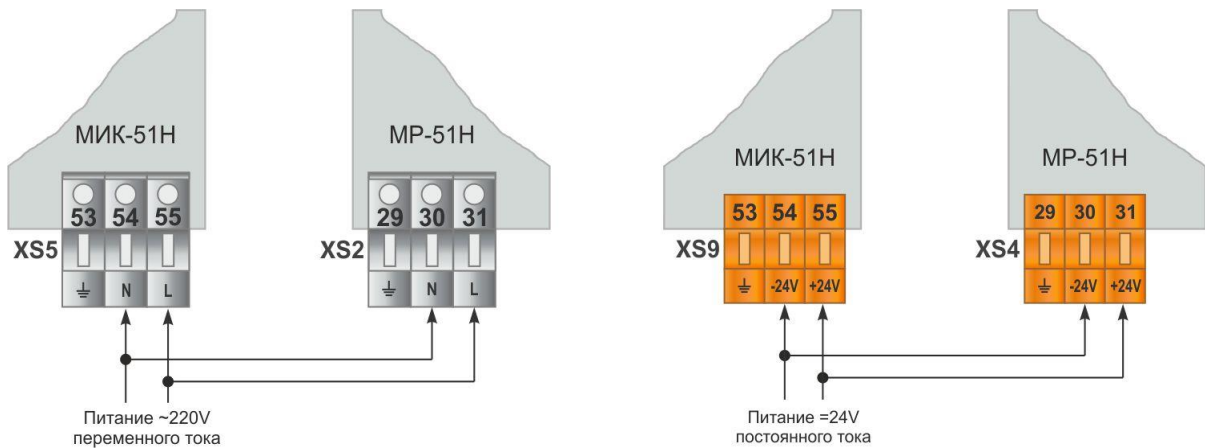 МИК-51Н
53 54 55
XS5
⏚ N L
Питание ~220V
переменного тока
МР-51Н
29 30 31
XS2
⏚ N L
МИК-51Н
53 54 55
XS9
⏚ -24V +24V
Питание =24V
постоянного тока
МР-51Н
29 30 31
XS4
⏚ -24V +24V